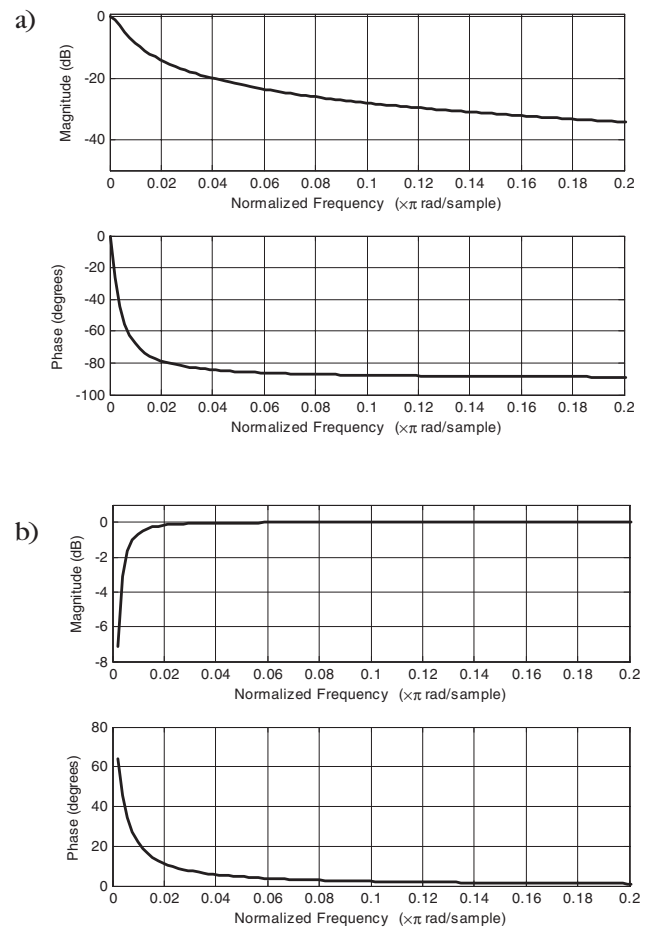 a)
0
-20
-40
Magnitude (dB)
0 0.02 0.04 0.06 0.08 0.1 0.12 0.14 0.16 0.18 0.2
Normalized Frequency (×π rad/sample)
0
-20
-40
-60
-80
-100
Phase (degrees)
0 0.02 0.04 0.06 0.08 0.1 0.12 0.14 0.16 0.18 0.2
Normalized Frequency (×π rad/sample)
b)
0
-2
-4
-6
-8
Magnitude (dB)
0 0.02 0.04 0.06 0.08 0.1 0.12 0.14 0.16 0.18 0.2
Normalized Frequency (×π rad/sample)
80
60
40
20
0
Phase (degrees)
0 0.02 0.04 0.06 0.08 0.1 0.12 0.14 0.16 0.18 0.2
Normalized Frequency (×π rad/sample)